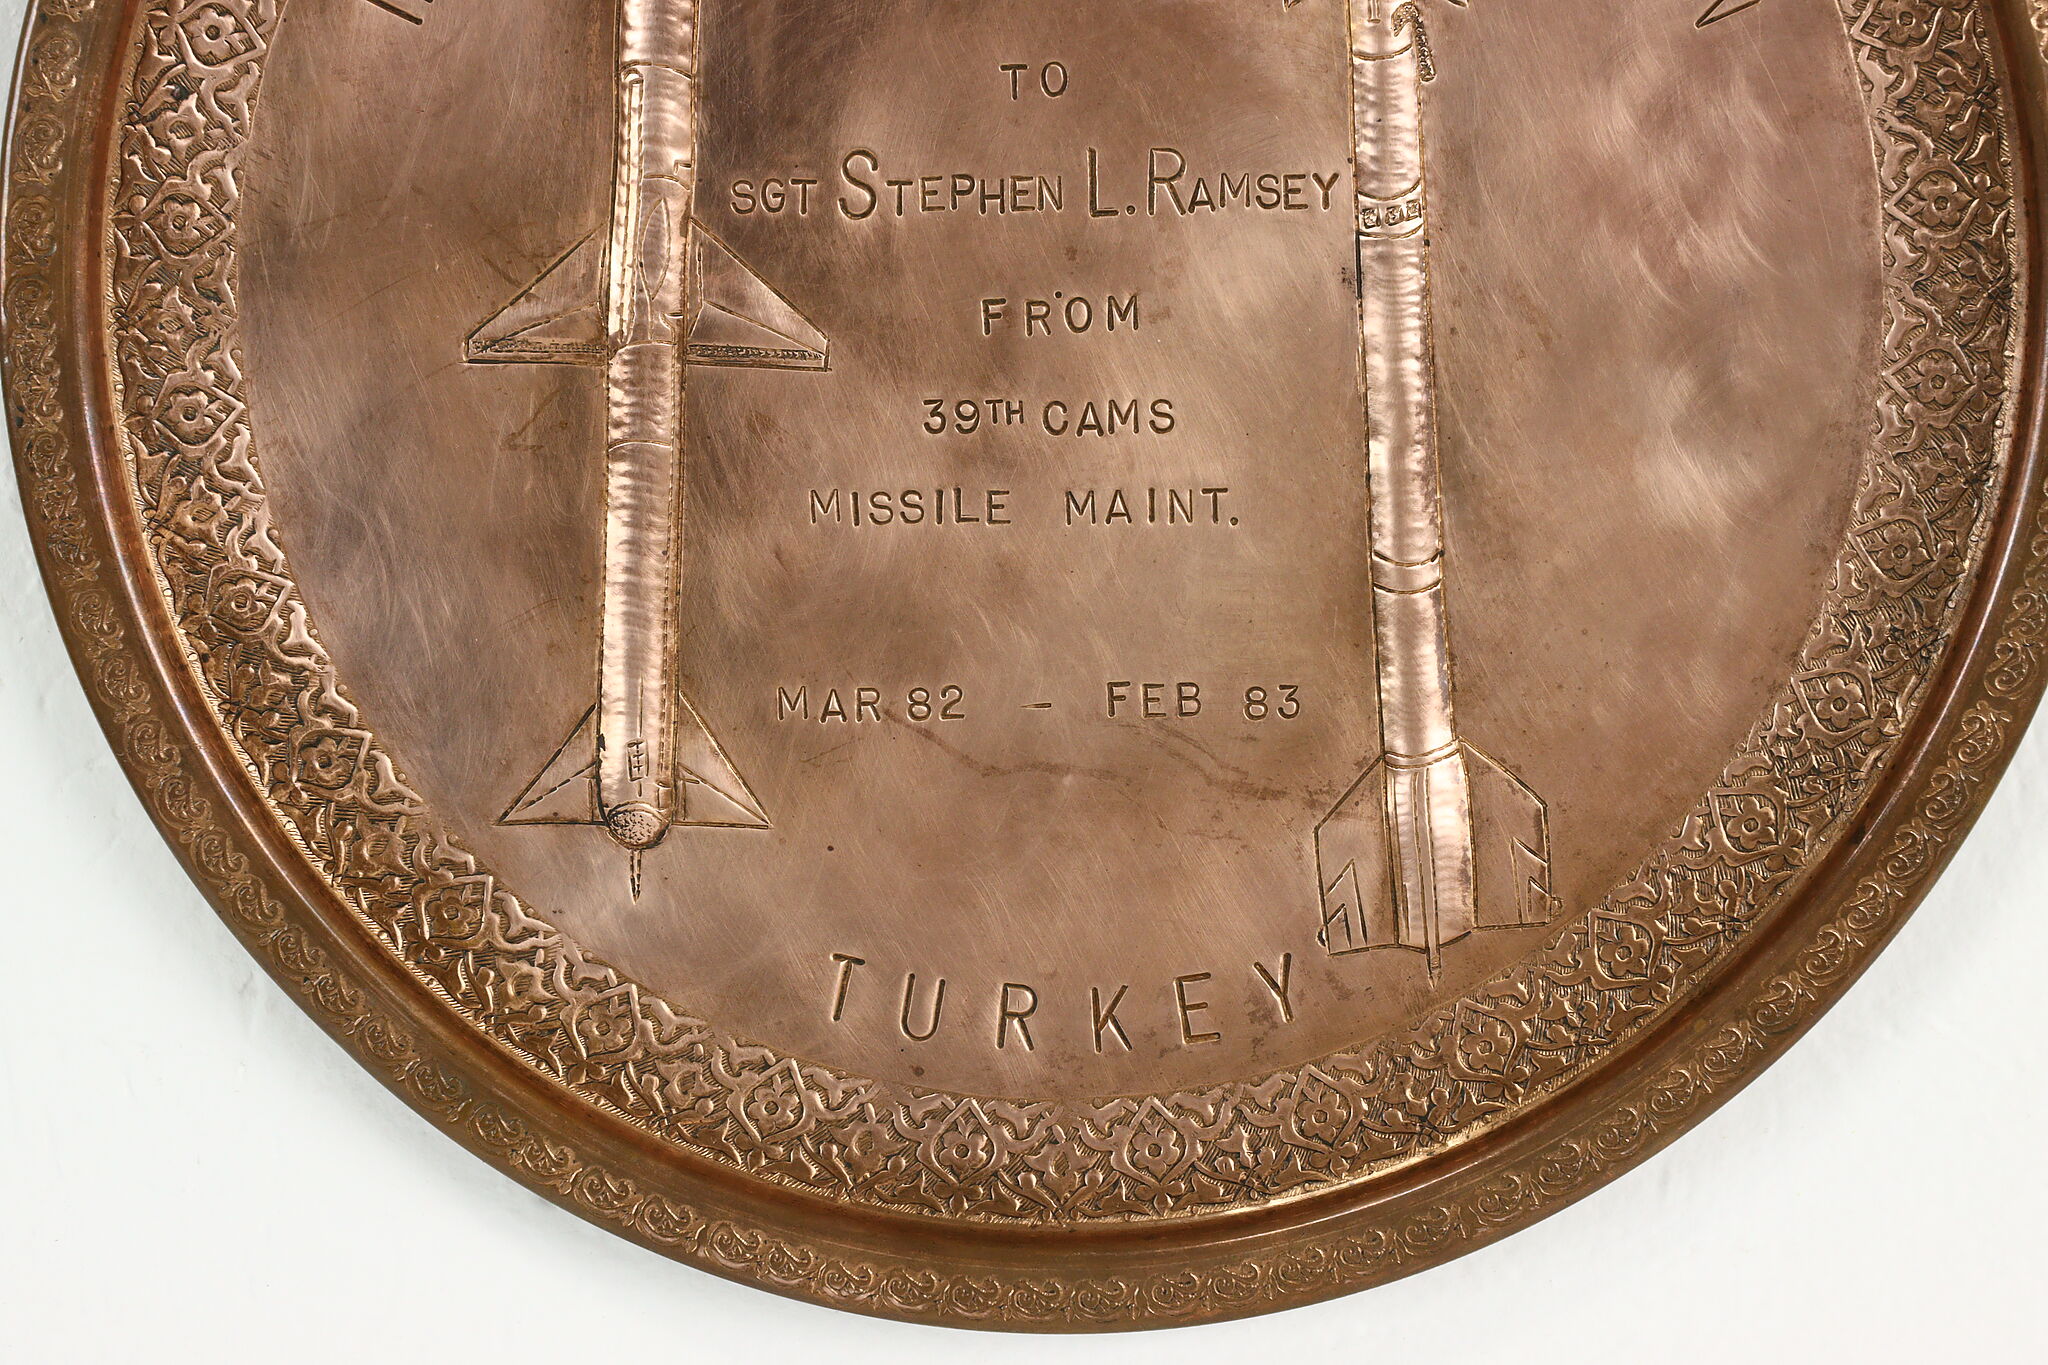 TO
SGT STEPHEN L. RAMSEY
FROM
39TH CAMS
MISSILE MAINT.
MAR 82 - FEB 83
TURKEY